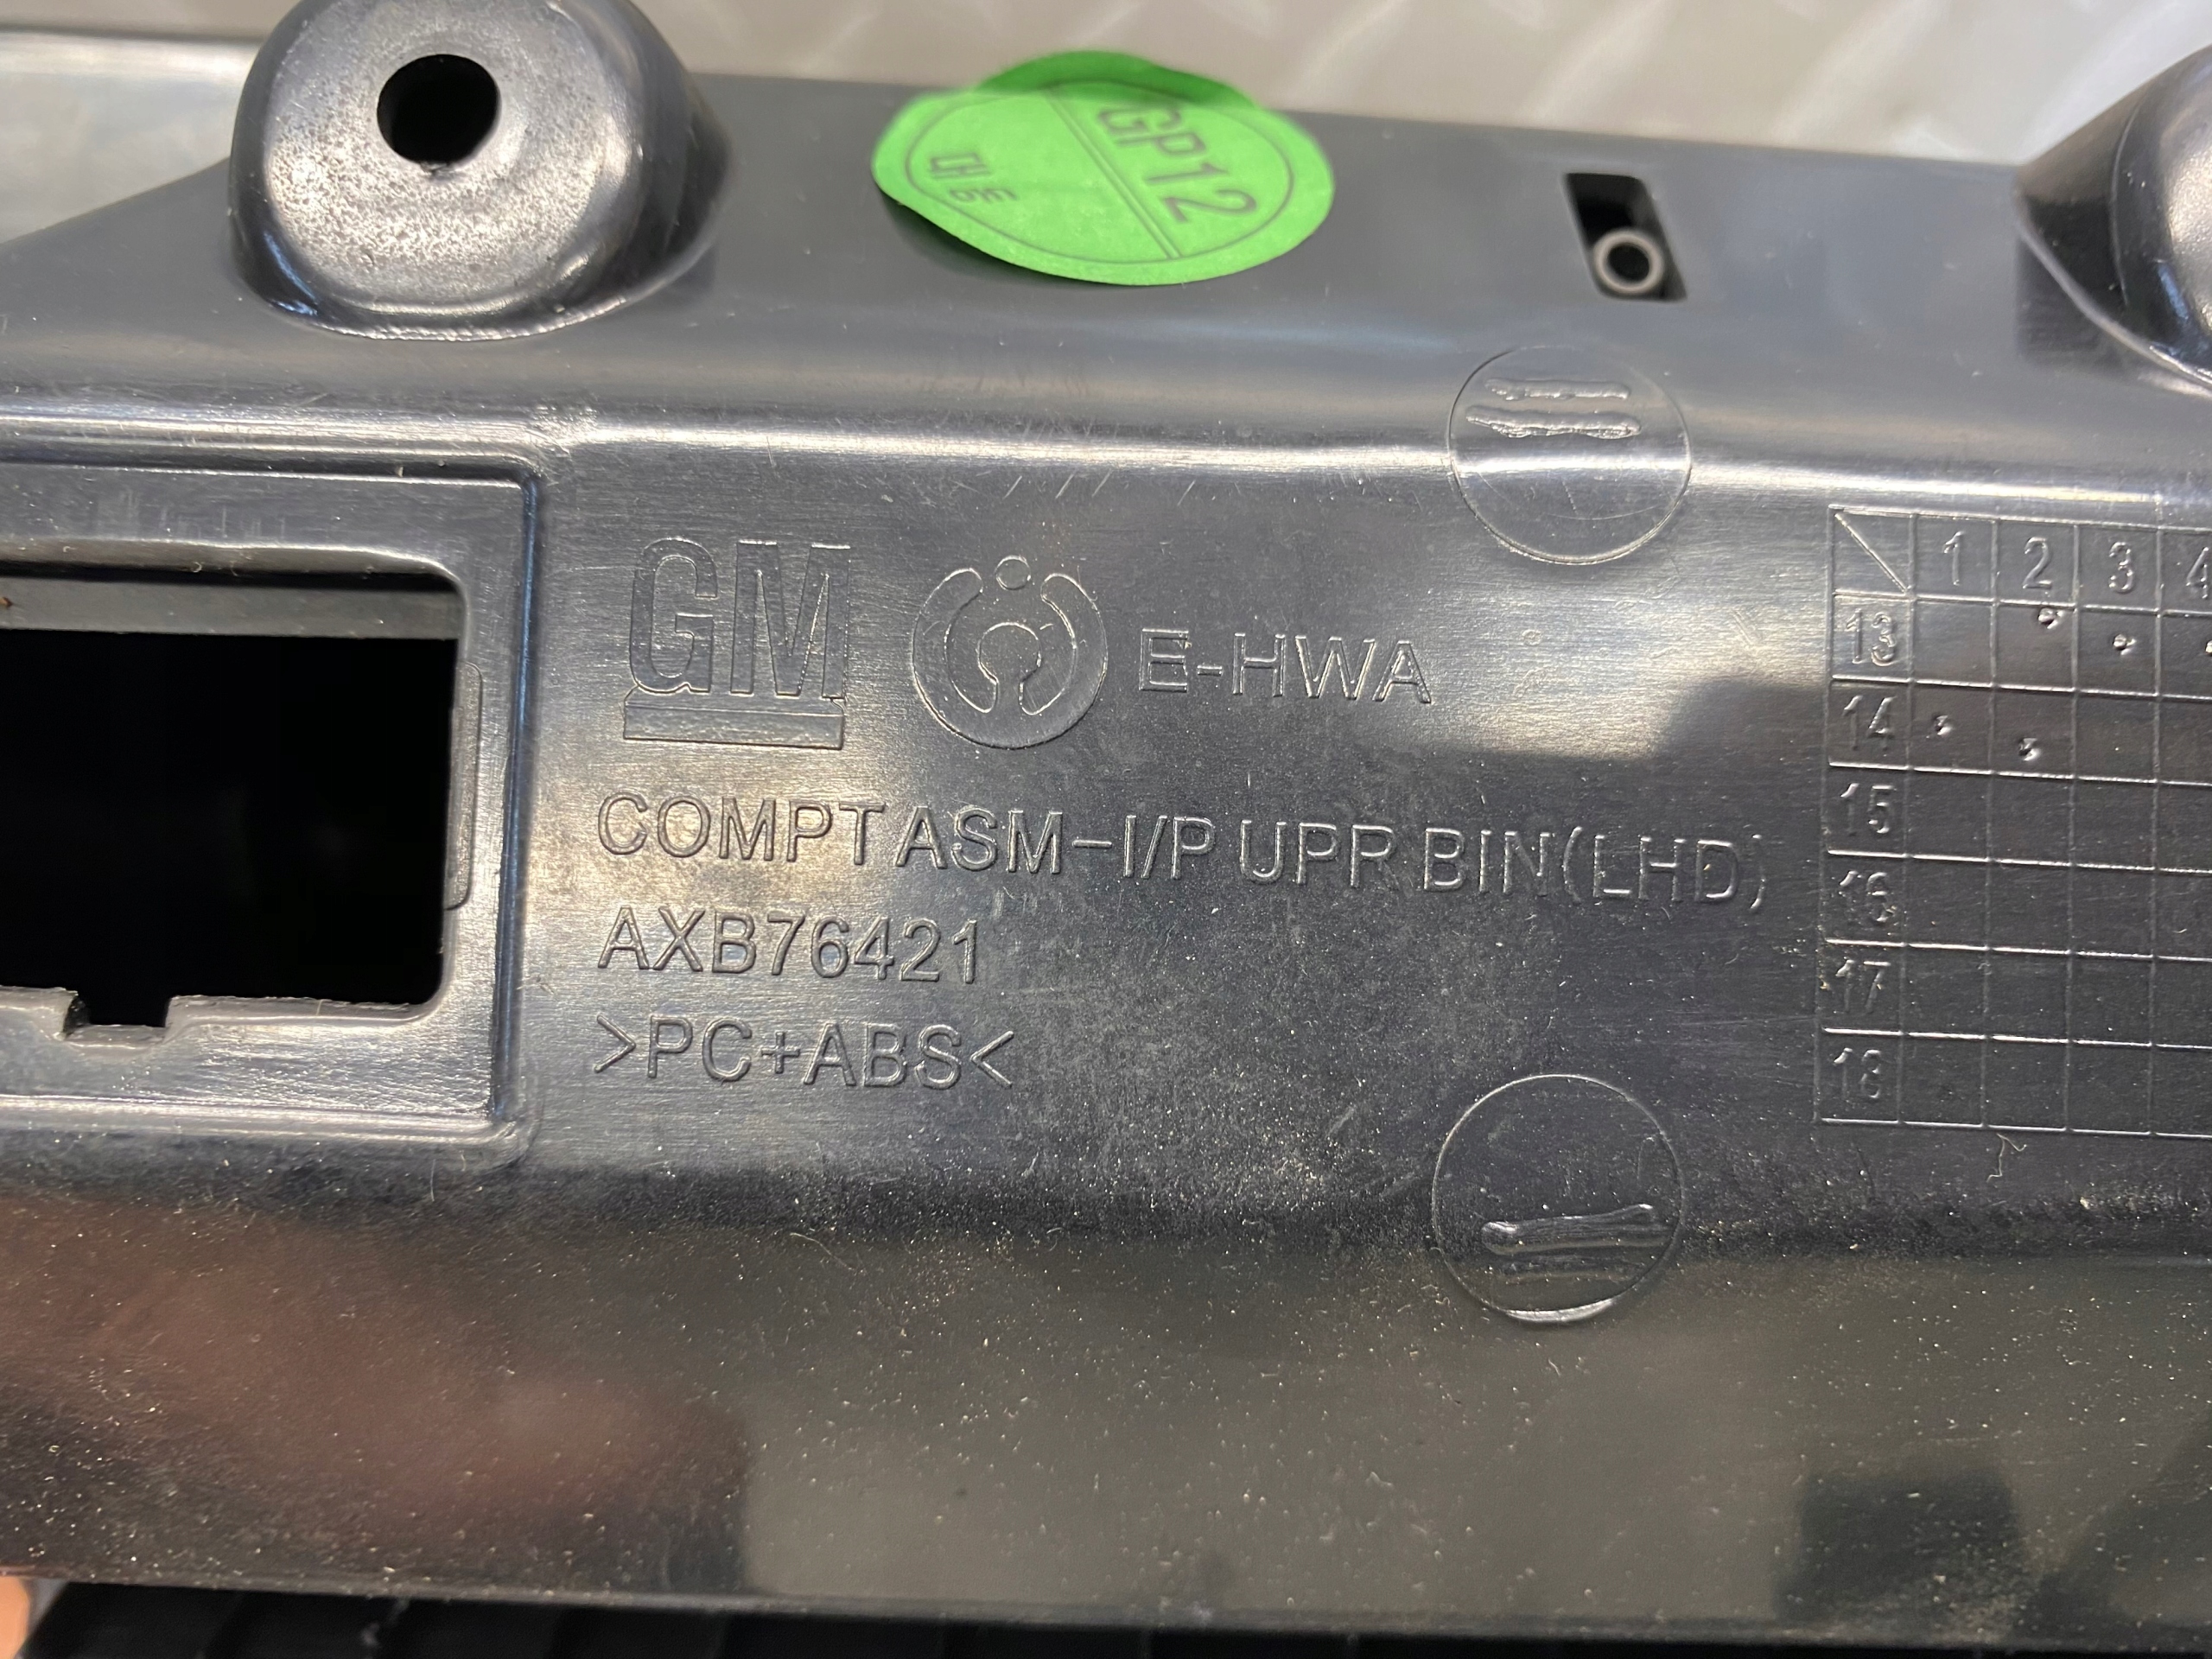 GP12
GM E-HWA
COMPT ASM-I/P UPR BIN(LHD)
AXB76421
>PC+ABS<
1 2 3 4
13
14
15
16
17
18